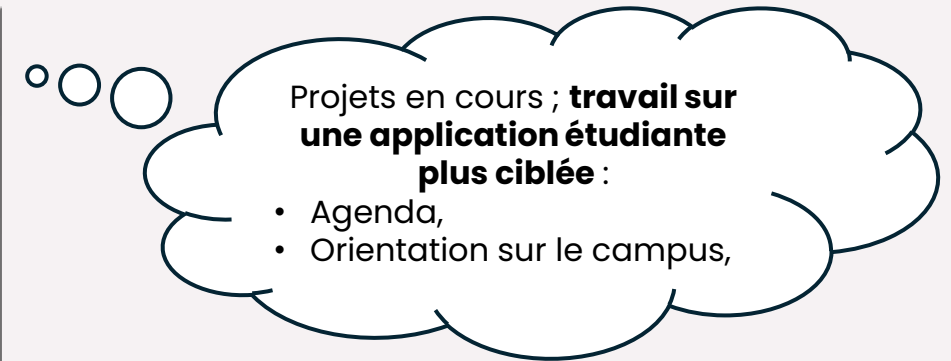 Projets en cours ; travail sur
une application étudiante
plus ciblée :
• Agenda,
• Orientation sur le campus,